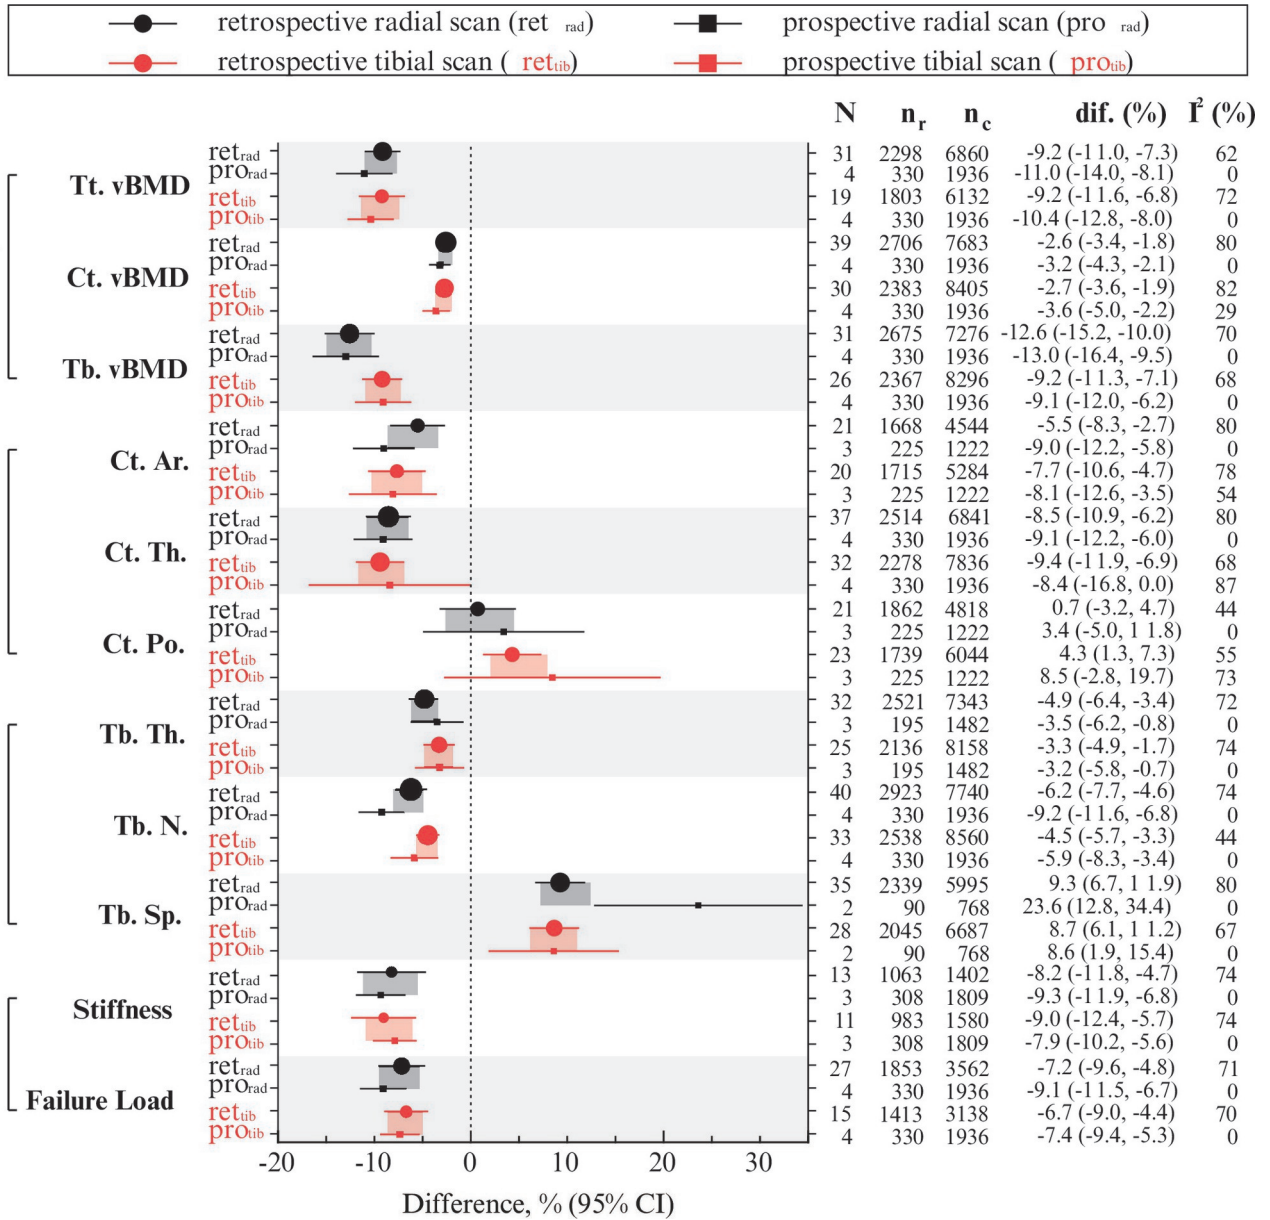 retrospective radial scan (ret rad) prospective radial scan (pro rad)
retrospective tibial scan ( ret tib) prospective tibial scan ( pro tib)
N nr nc dif. (%) I² (%)
Tt. vBMD
ret rad 31 2298 6860 -9.2 (-11.0, -7.3) 62
pro rad 4 330 1936 -11.0 (-14.0, -8.1) 0
ret tib 19 1803 6132 -9.2 (-11.6, -6.8) 72
pro tib 4 330 1936 -10.4 (-12.8, -8.0) 0
Ct. vBMD
ret rad 39 2706 7683 -2.6 (-3.4, -1.8) 80
pro rad 4 330 1936 -3.2 (-4.3, -2.1) 0
ret tib 30 2383 8405 -2.7 (-3.6, -1.9) 82
pro tib 4 330 1936 -3.6 (-5.0, -2.2) 29
Tb. vBMD
ret rad 31 2675 7276 -12.6 (-15.2, -10.0) 70
pro rad 4 330 1936 -13.0 (-16.4, -9.5) 0
ret tib 26 2367 8296 -9.2 (-11.3, -7.1) 68
pro tib 4 330 1936 -9.1 (-12.0, -6.2) 0
Ct. Ar.
ret rad 21 1668 4544 -5.5 (-8.3, -2.7) 80
pro rad 3 225 1222 -9.0 (-12.2, -5.8) 0
ret tib 20 1715 5284 -7.7 (-10.6, -4.7) 78
pro tib 3 225 1222 -8.1 (-12.6, -3.5) 54
Ct. Th.
ret rad 37 2514 6841 -8.5 (-10.9, -6.2) 80
pro rad 4 330 1936 -9.1 (-12.2, -6.0) 0
ret tib 32 2278 7836 -9.4 (-11.9, -6.9) 68
pro tib 4 330 1936 -8.4 (-16.8, 0.0) 87
Ct. Po.
ret rad 21 1862 4818 0.7 (-3.2, 4.7) 44
pro rad 3 225 1222 3.4 (-5.0, 1 1.8) 0
ret tib 23 1739 6044 4.3 (1.3, 7.3) 55
pro tib 3 225 1222 8.5 (-2.8, 19.7) 73
Tb. Th.
ret rad 32 2521 7343 -4.9 (-6.4, -3.4) 72
pro rad 3 195 1482 -3.5 (-6.2, -0.8) 0
ret tib 25 2136 8158 -3.3 (-4.9, -1.7) 74
pro tib 3 195 1482 -3.2 (-5.8, -0.7) 0
Tb. N.
ret rad 40 2923 7740 -6.2 (-7.7, -4.6) 74
pro rad 4 330 1936 -9.2 (-11.6, -6.8) 0
ret tib 33 2538 8560 -4.5 (-5.7, -3.3) 44
pro tib 4 330 1936 -5.9 (-8.3, -3.4) 0
Tb. Sp.
ret rad 35 2339 5995 9.3 (6.7, 1 1.9) 80
pro rad 2 90 768 23.6 (12.8, 34.4) 0
ret tib 28 2045 6687 8.7 (6.1, 1 1.2) 67
pro tib 2 90 768 8.6 (1.9, 15.4) 0
Stiffness
ret rad 13 1063 1402 -8.2 (-11.8, -4.7) 74
pro rad 3 308 1809 -9.3 (-11.9, -6.8) 0
ret tib 11 983 1580 -9.0 (-12.4, -5.7) 74
pro tib 3 308 1809 -7.9 (-10.2, -5.6) 0
Failure Load
ret rad 27 1853 3562 -7.2 (-9.6, -4.8) 71
pro rad 4 330 1936 -9.1 (-11.5, -6.7) 0
ret tib 15 1413 3138 -6.7 (-9.0, -4.4) 70
pro tib 4 330 1936 -7.4 (-9.4, -5.3) 0
-20 -10 0 10 20 30
Difference, % (95% CI)